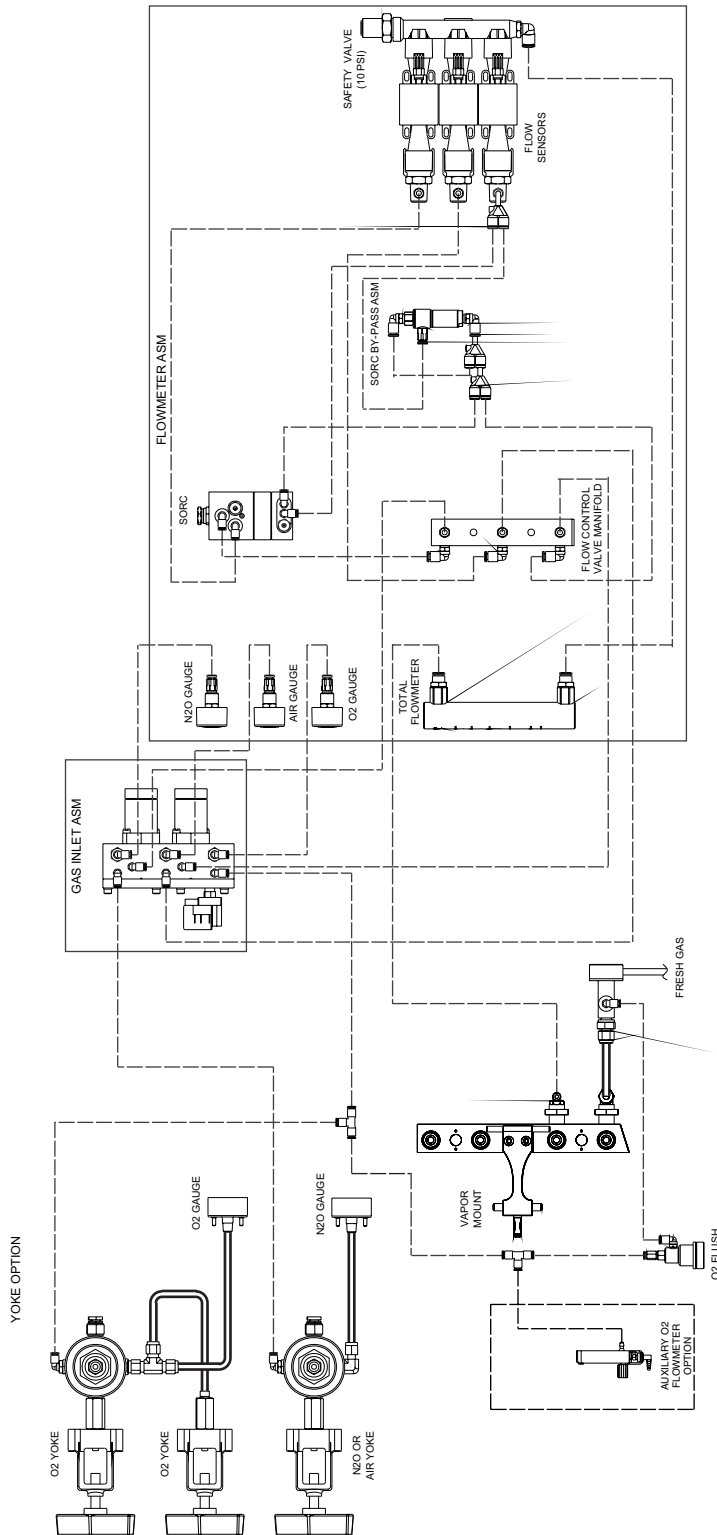 SAFETY VALVE
(10 PSI)
FLOW
SENSORS
SORC BY-PASS ASM
FLOWMETER ASM
SORC
FLOW CONTROL
VALVE MANIFOLD
N2O GAUGE
AIR GAUGE
O2 GAUGE
TOTAL
FLOWMETER
GAS INLET ASM
FRESH GAS
YOKE OPTION
O2 GAUGE
N2O GAUGE
VAPOR
MOUNT
O2 FLUSH
AUXILIARY O2
FLOWMETER
OPTION
O2 YOKE
O2 YOKE
N2O OR
AIR YOKE